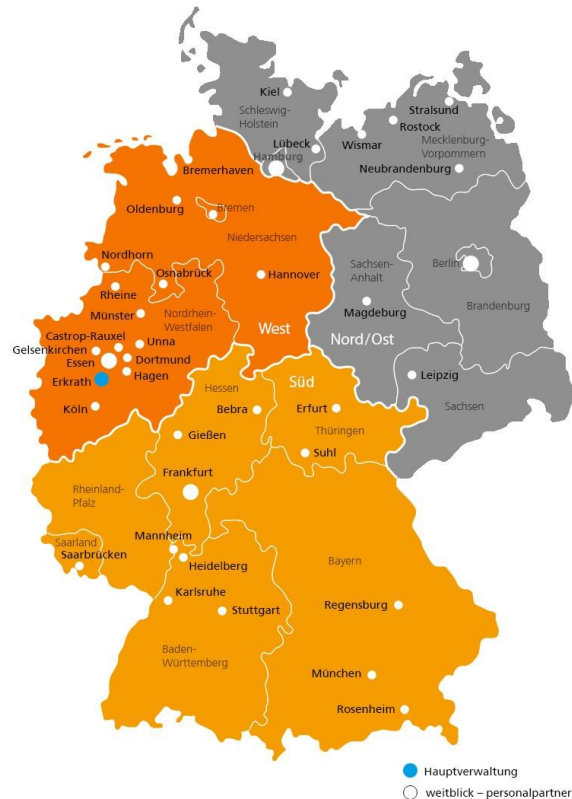 Kiel
Schleswig-
Holstein
Stralsund
Rostock
Wismar
Mecklenburg-
Vorpommern
Lübeck
Hamburg
Neubrandenburg
Bremerhaven
Oldenburg
Bremen
Niedersachsen
Nordhorn
Osnabrück
Hannover
Sachsen-
Anhalt
Berlin
Brandenburg
Rheine
Münster
Nordrhein-
Westfalen
Magdeburg
West
Nord/Ost
Castrop-Rauxel
Unna
Gelsenkirchen
Dortmund
Essen
Hagen
Erkrath
Köln
Leipzig
Sachsen
Hessen
Süd
Bebra
Erfurt
Thüringen
Gießen
Suhl
Frankfurt
Rheinland-
Pfalz
Saarland
Saarbrücken
Mannheim
Heidelberg
Bayern
Karlsruhe
Stuttgart
Regensburg
Baden-
Württemberg
München
Rosenheim
Hauptverwaltung
weitblick – personalpartner